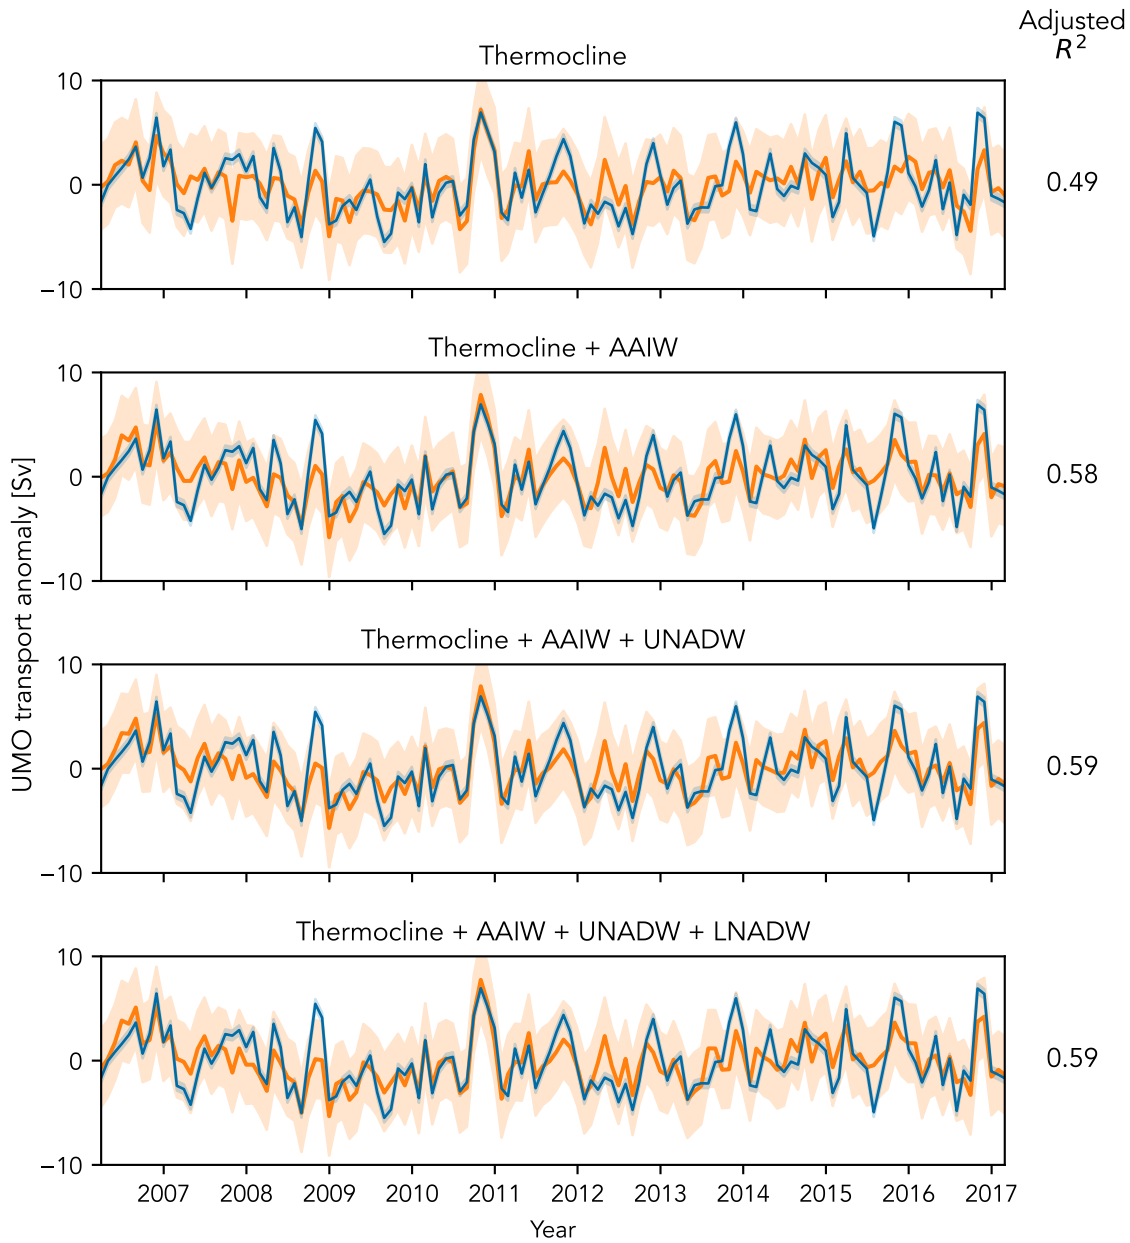 Adjusted
R²
Thermocline
10
0
−10
0.49
Thermocline + AAIW
10
0
−10
0.58
UMO transport anomaly [Sv]
Thermocline + AAIW + UNADW
10
0
−10
0.59
Thermocline + AAIW + UNADW + LNADW
10
0
−10
0.59
2007 2008 2009 2010 2011 2012 2013 2014 2015 2016 2017
Year